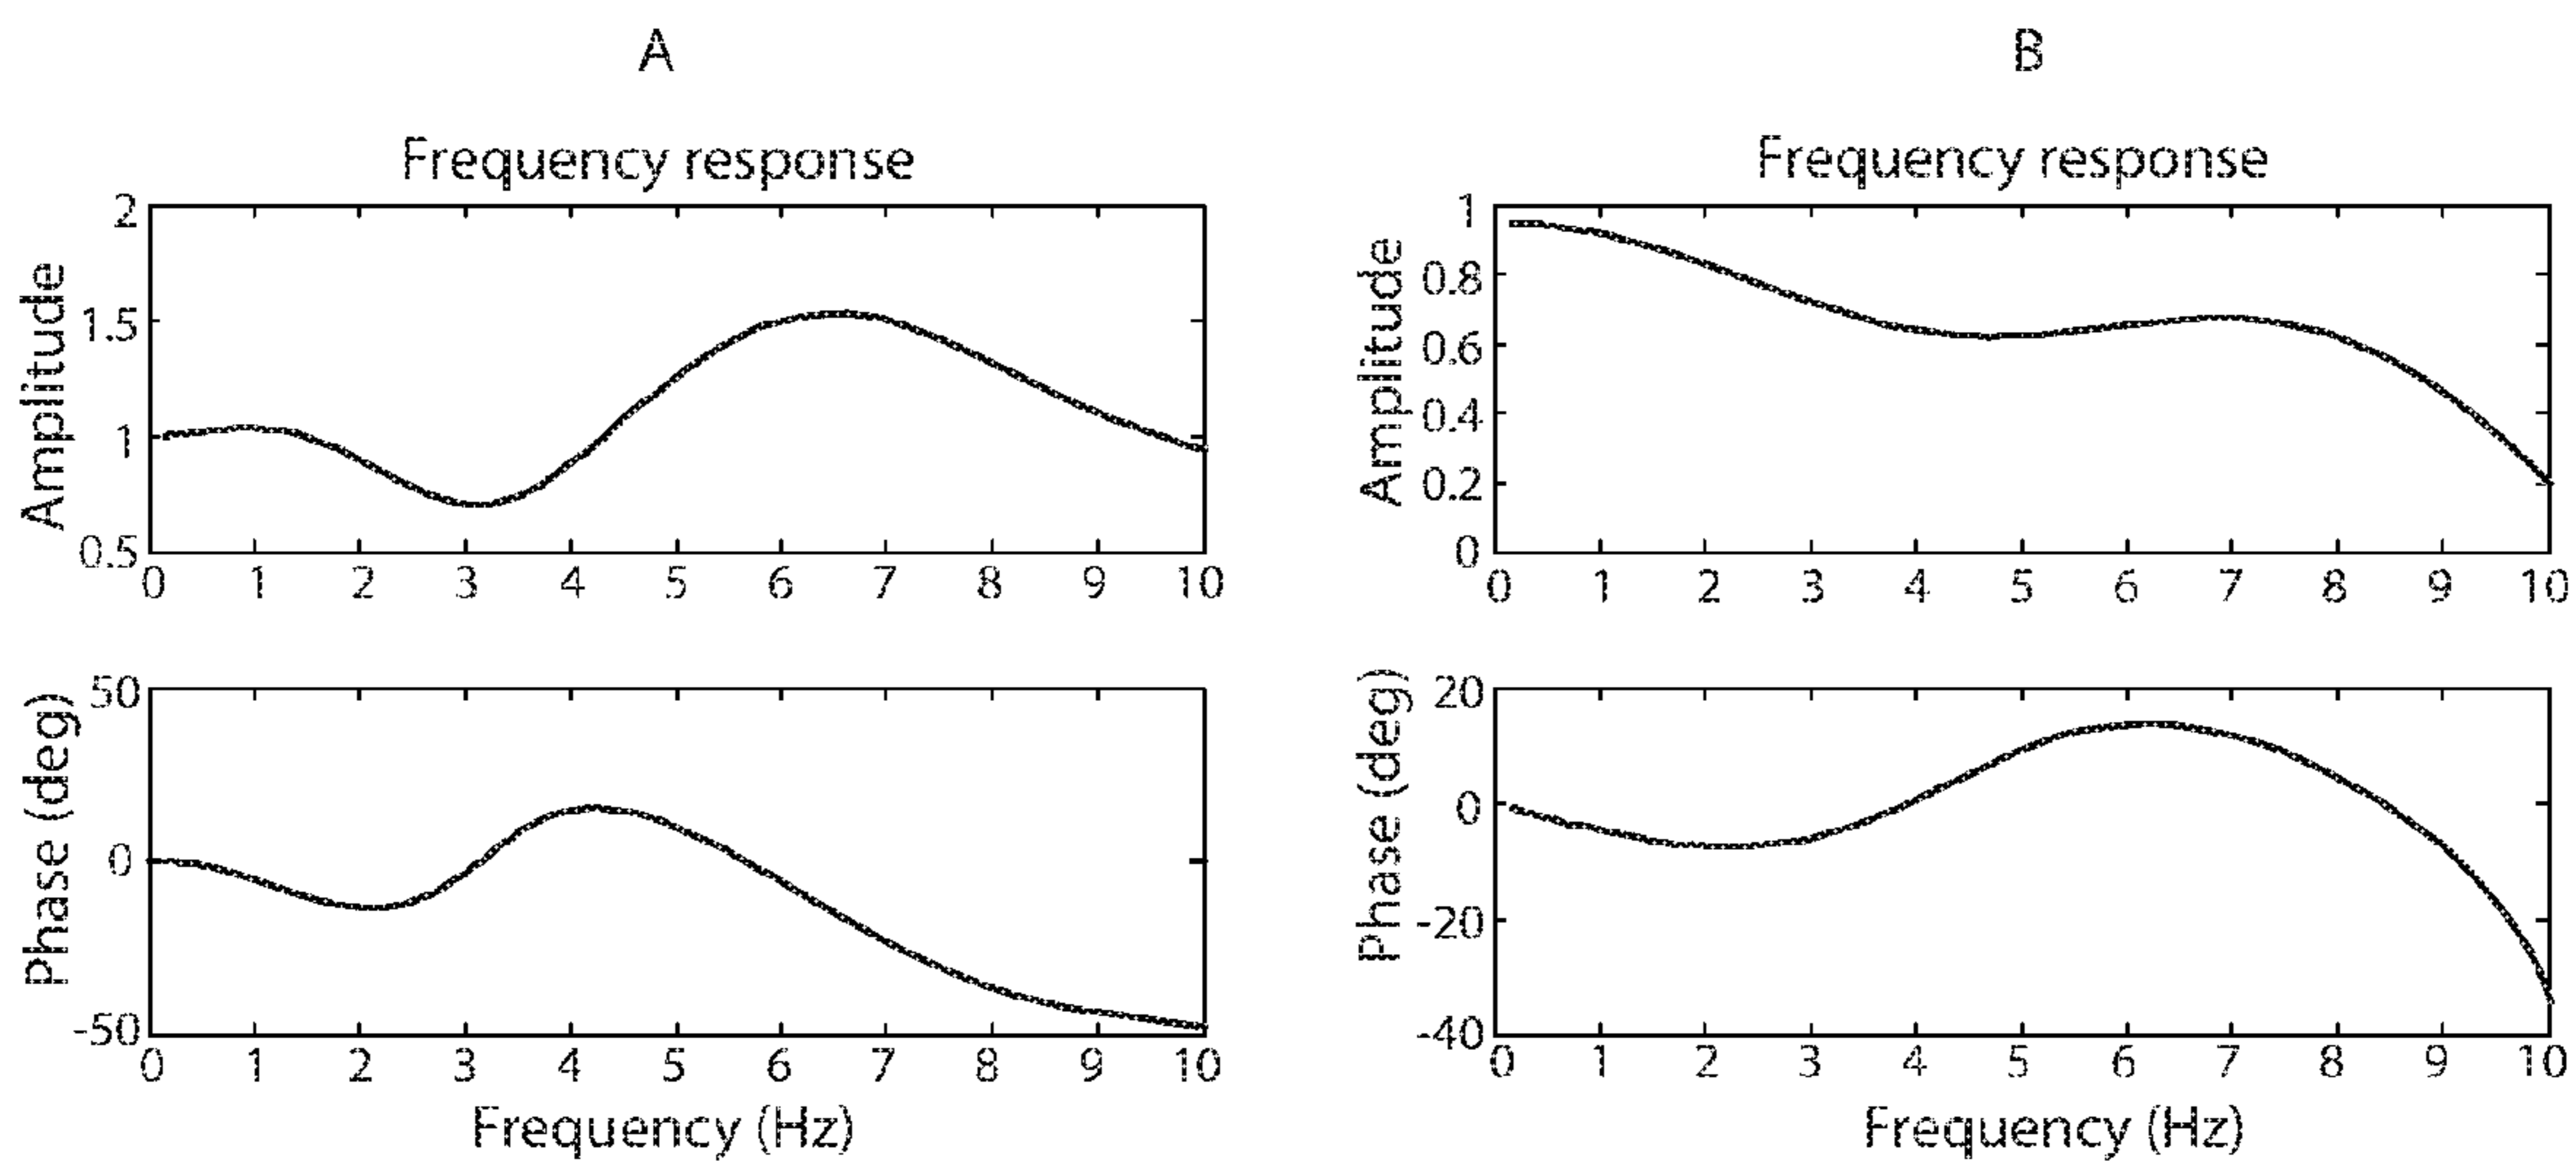 A
Frequency response
Amplitude
2
1.5
1
0.5
0 1 2 3 4 5 6 7 8 9 10
Phase (deg)
50
0
-50
0 1 2 3 4 5 6 7 8 9 10
Frequency (Hz)
B
Frequency response
Amplitude
1
0.8
0.6
0.4
0.2
0
0 1 2 3 4 5 6 7 8 9 10
Phase (deg)
20
0
-20
-40
0 1 2 3 4 5 6 7 8 9 10
Frequency (Hz)